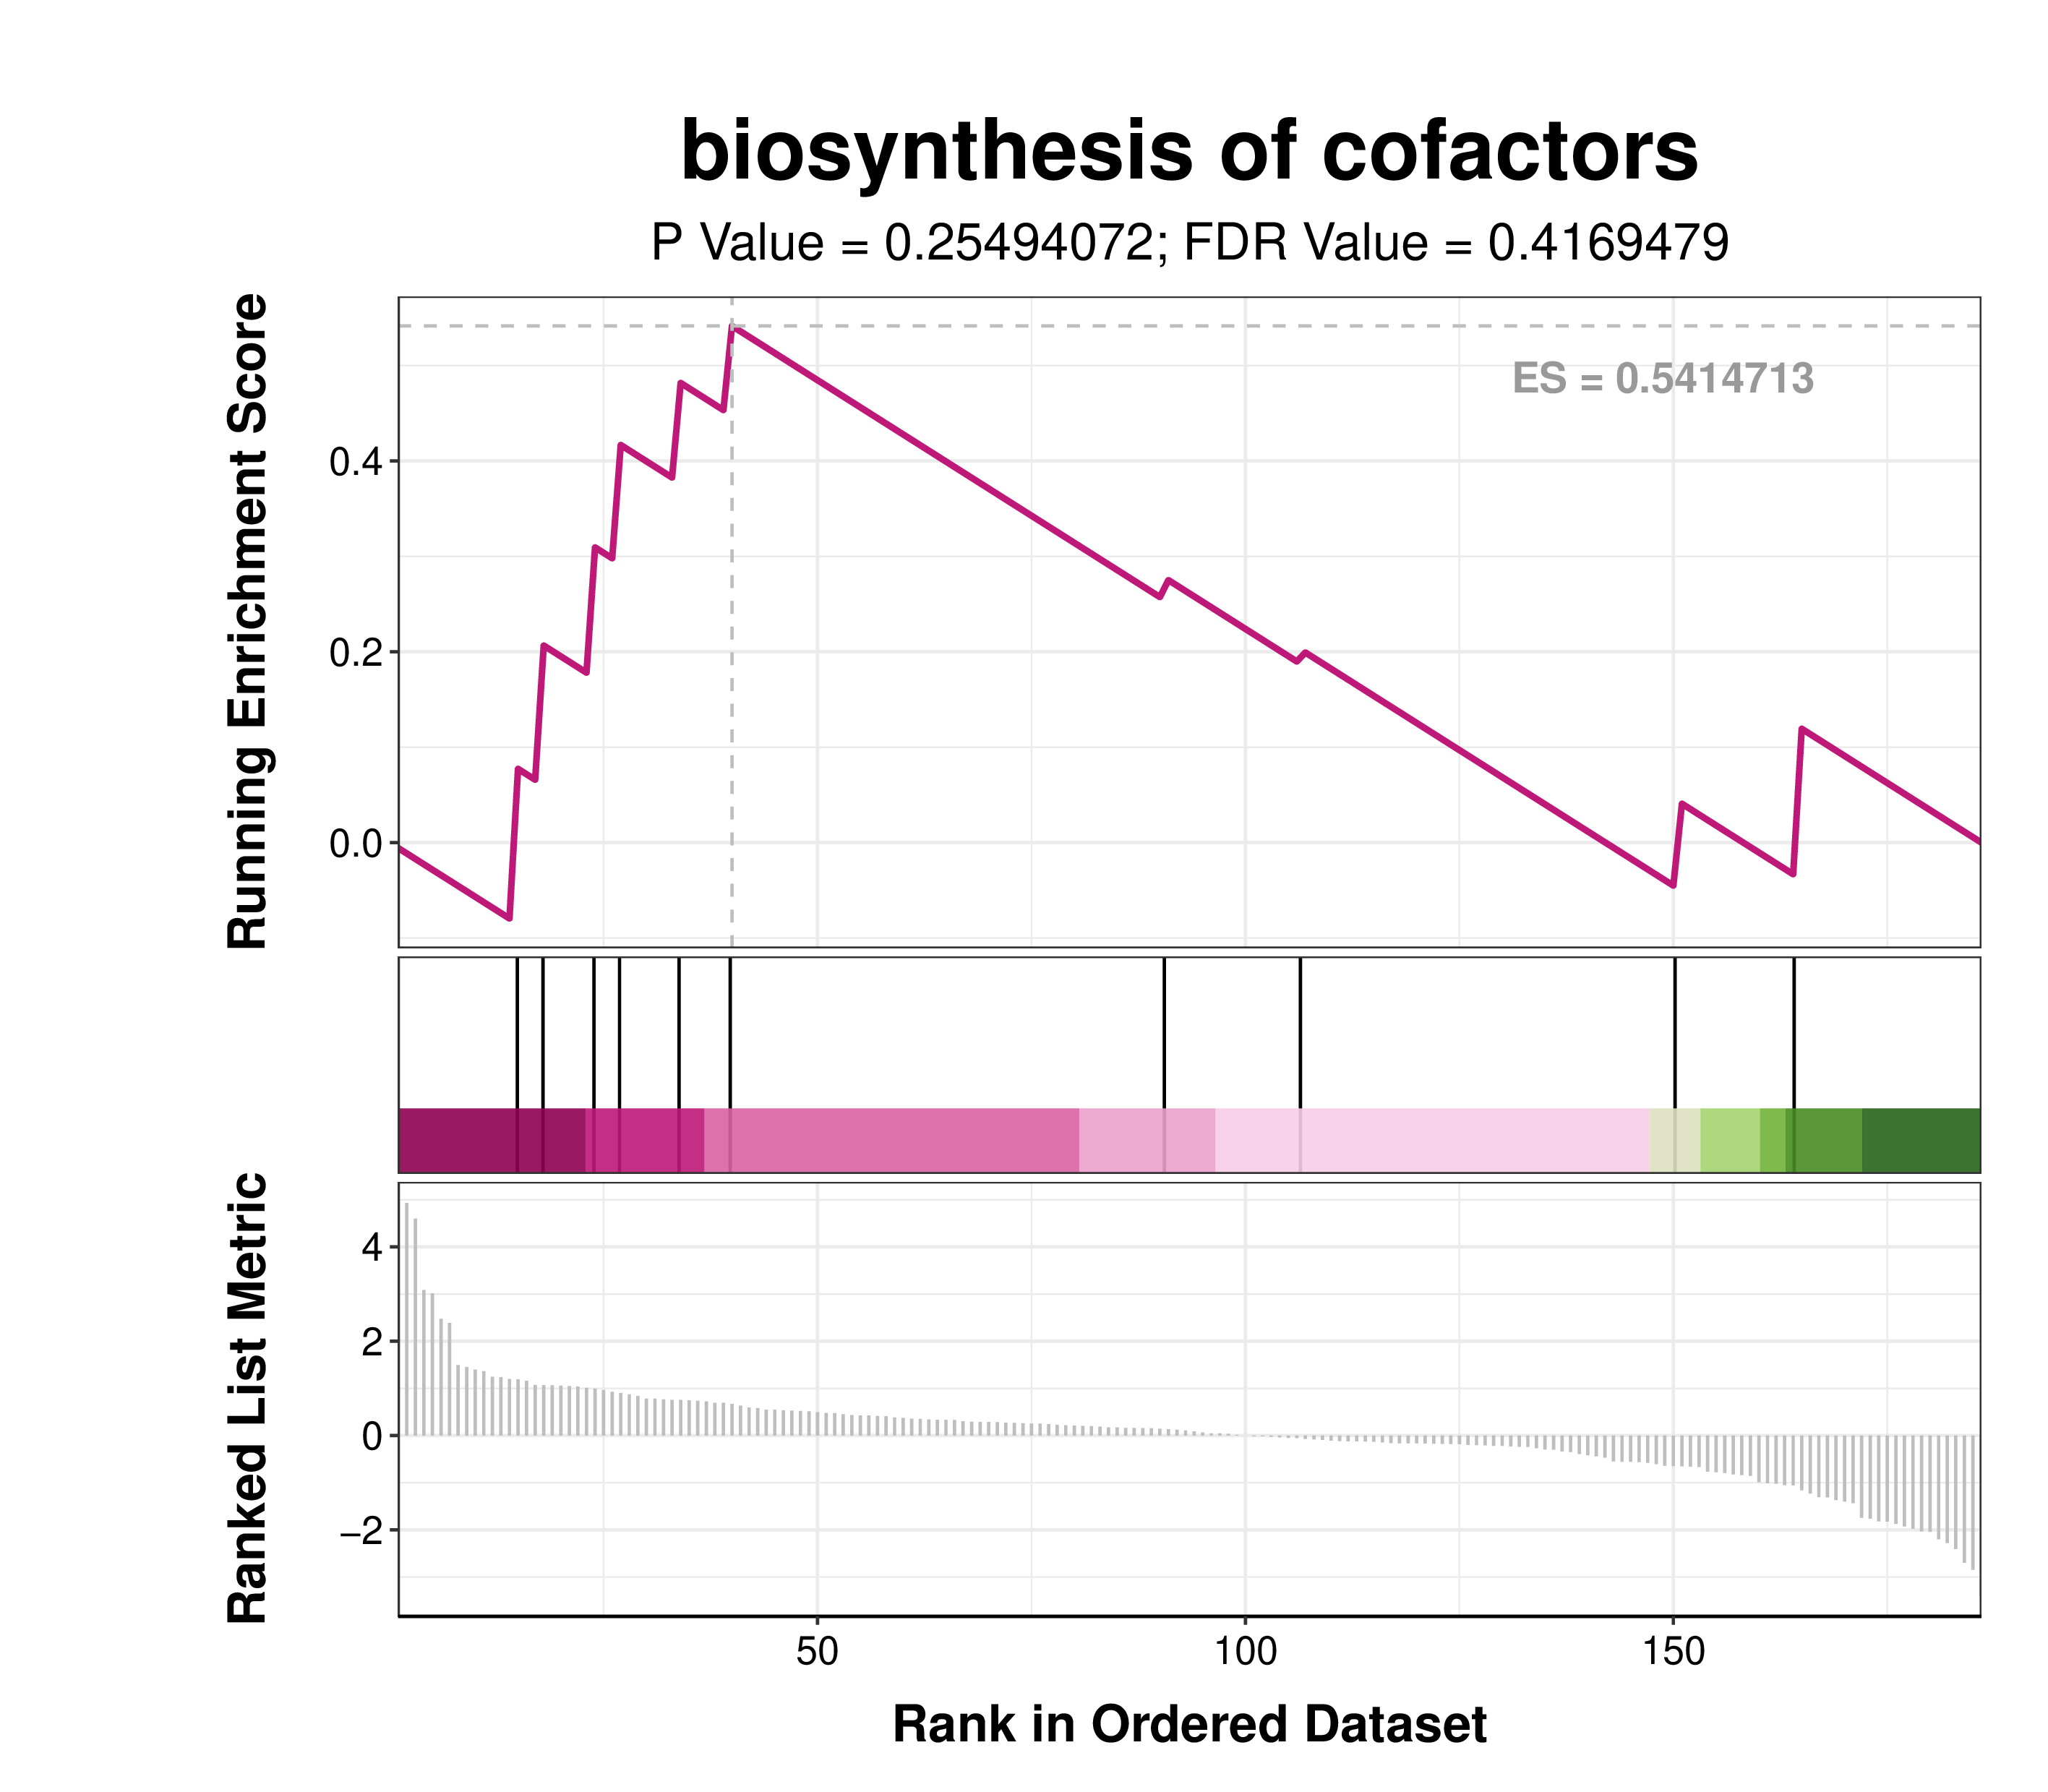 biosynthesis of cofactors
P Value = 0.25494072; FDR Value = 0.4169479
Running Enrichment Score
0.4
0.2
0.0
ES = 0.5414713
Ranked List Metric
4
2
0
−2
50
100
150
Rank in Ordered Dataset